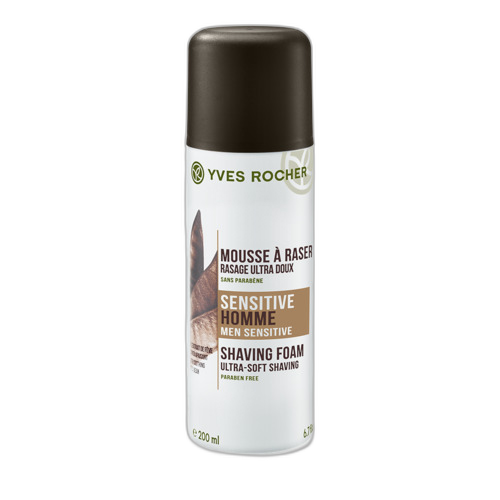 YVES ROCHER
MOUSSE À RASER
RASAGE ULTRA DOUX
SANS PARABÈNE
SENSITIVE
HOMME
MEN SENSITIVE
SHAVING FOAM
ULTRA-SOFT SHAVING
PARABEN FREE
e 200 ml